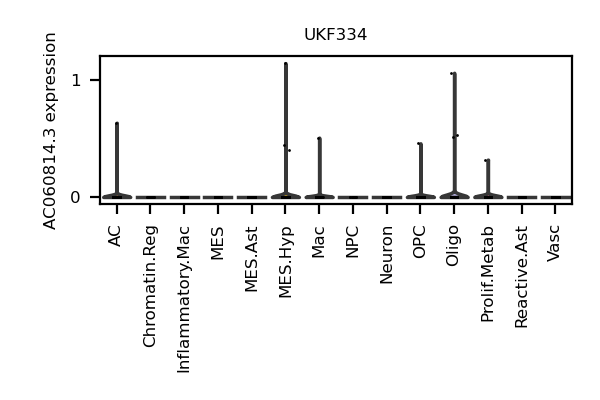 UKF334
AC060814.3 expression
1
0
AC
Chromatin.Reg
Inflammatory.Mac
MES
MES.Ast
MES.Hyp
Mac
NPC
Neuron
OPC
Oligo
Prolif.Metab
Reactive.Ast
Vasc